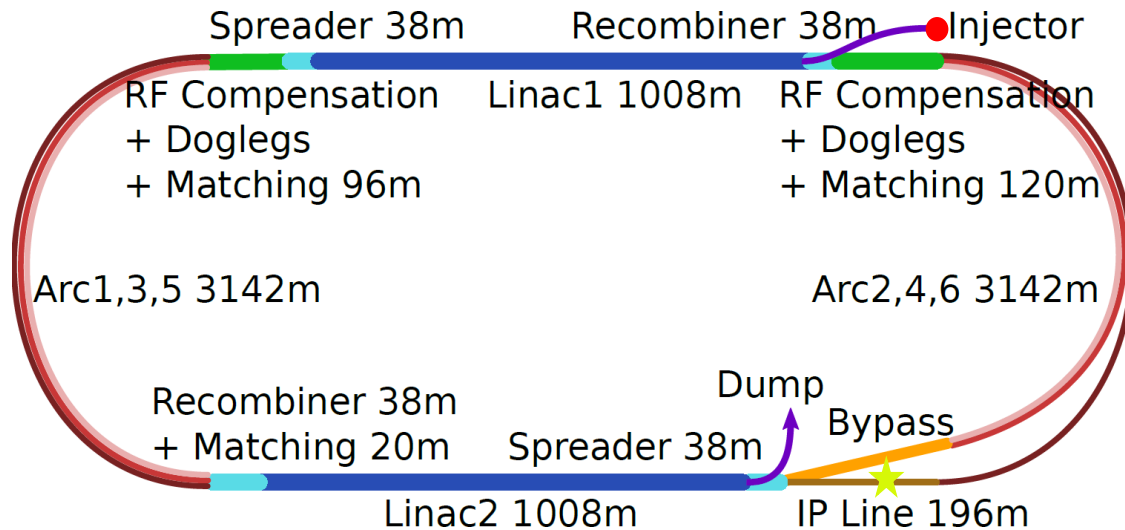 Spreader 38m
Recombiner 38m
Injector
RF Compensation
+ Doglegs
+ Matching 96m
Linac1 1008m
RF Compensation
+ Doglegs
+ Matching 120m
Arc1,3,5 3142m
Arc2,4,6 3142m
Recombiner 38m
+ Matching 20m
Spreader 38m
Dump
Bypass
Linac2 1008m
IP Line 196m